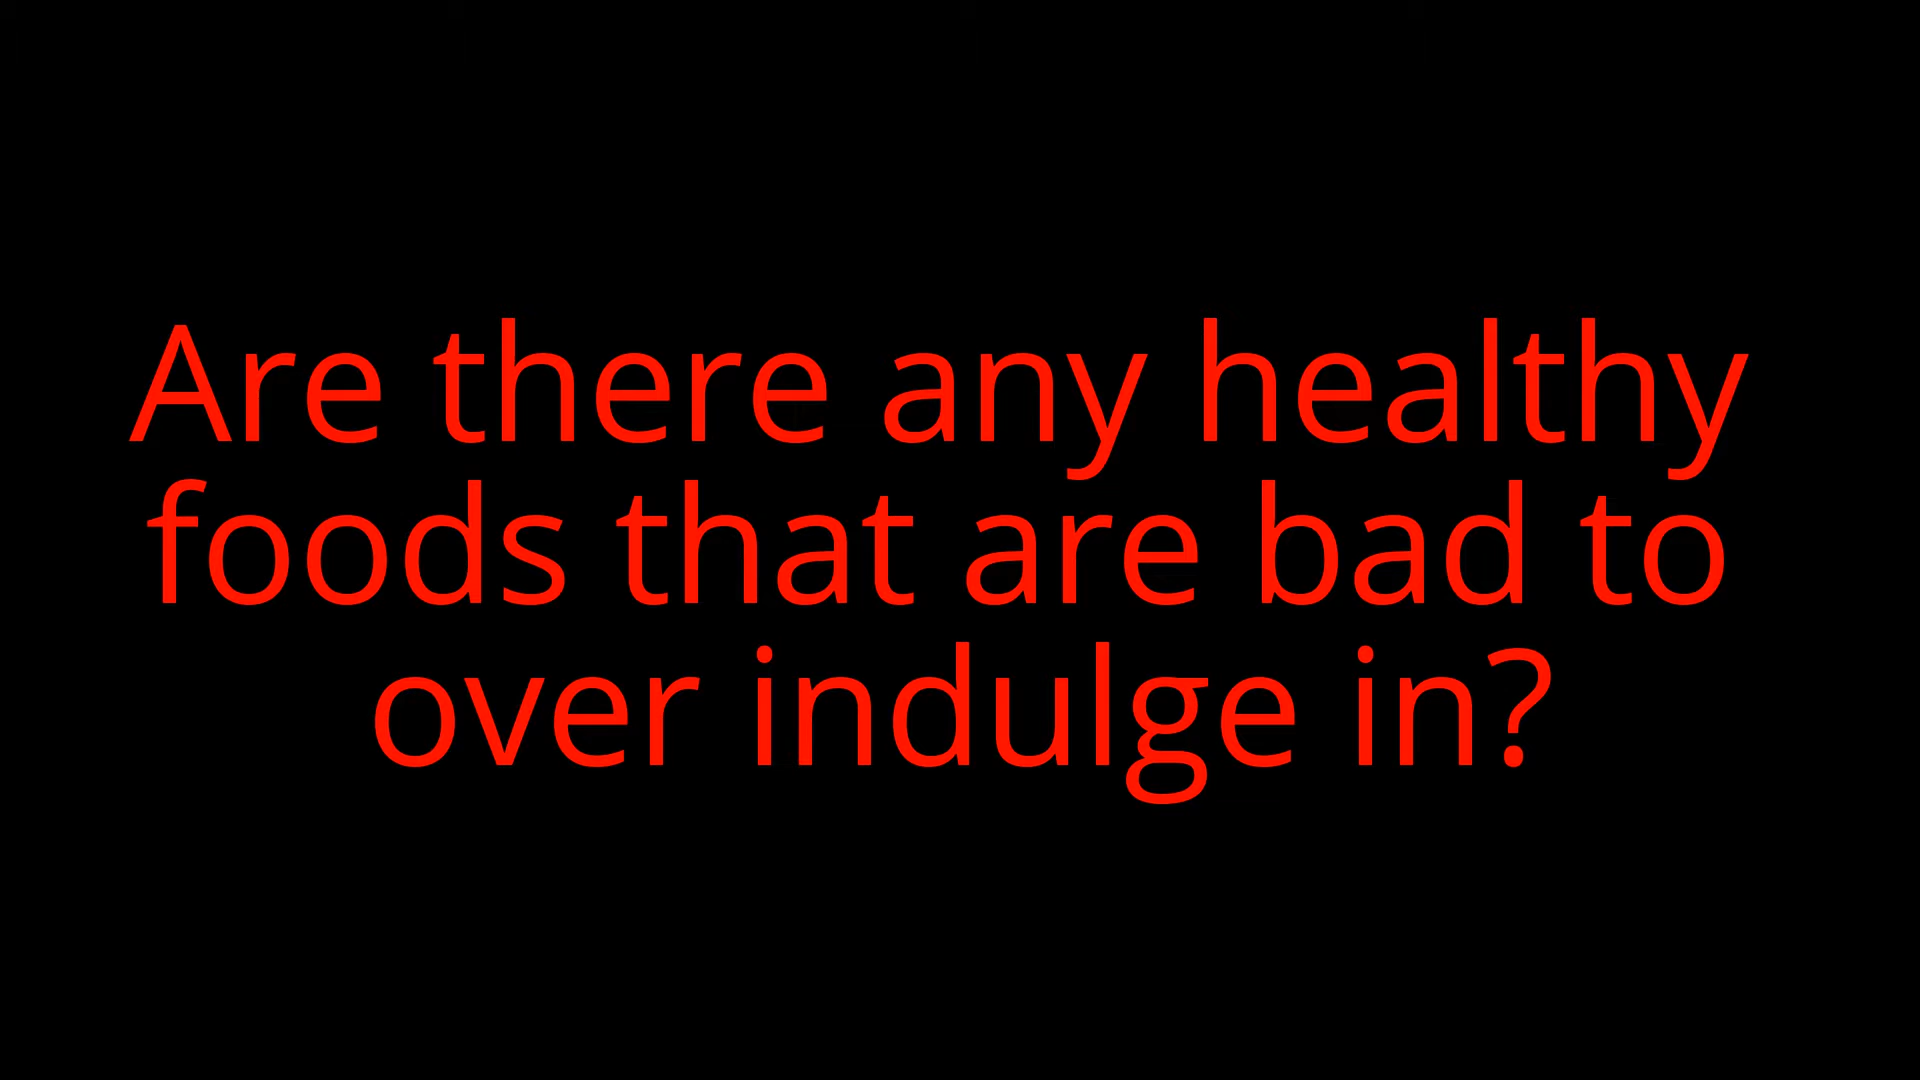 Are there any healthy
foods that are bad to
over indulge in?